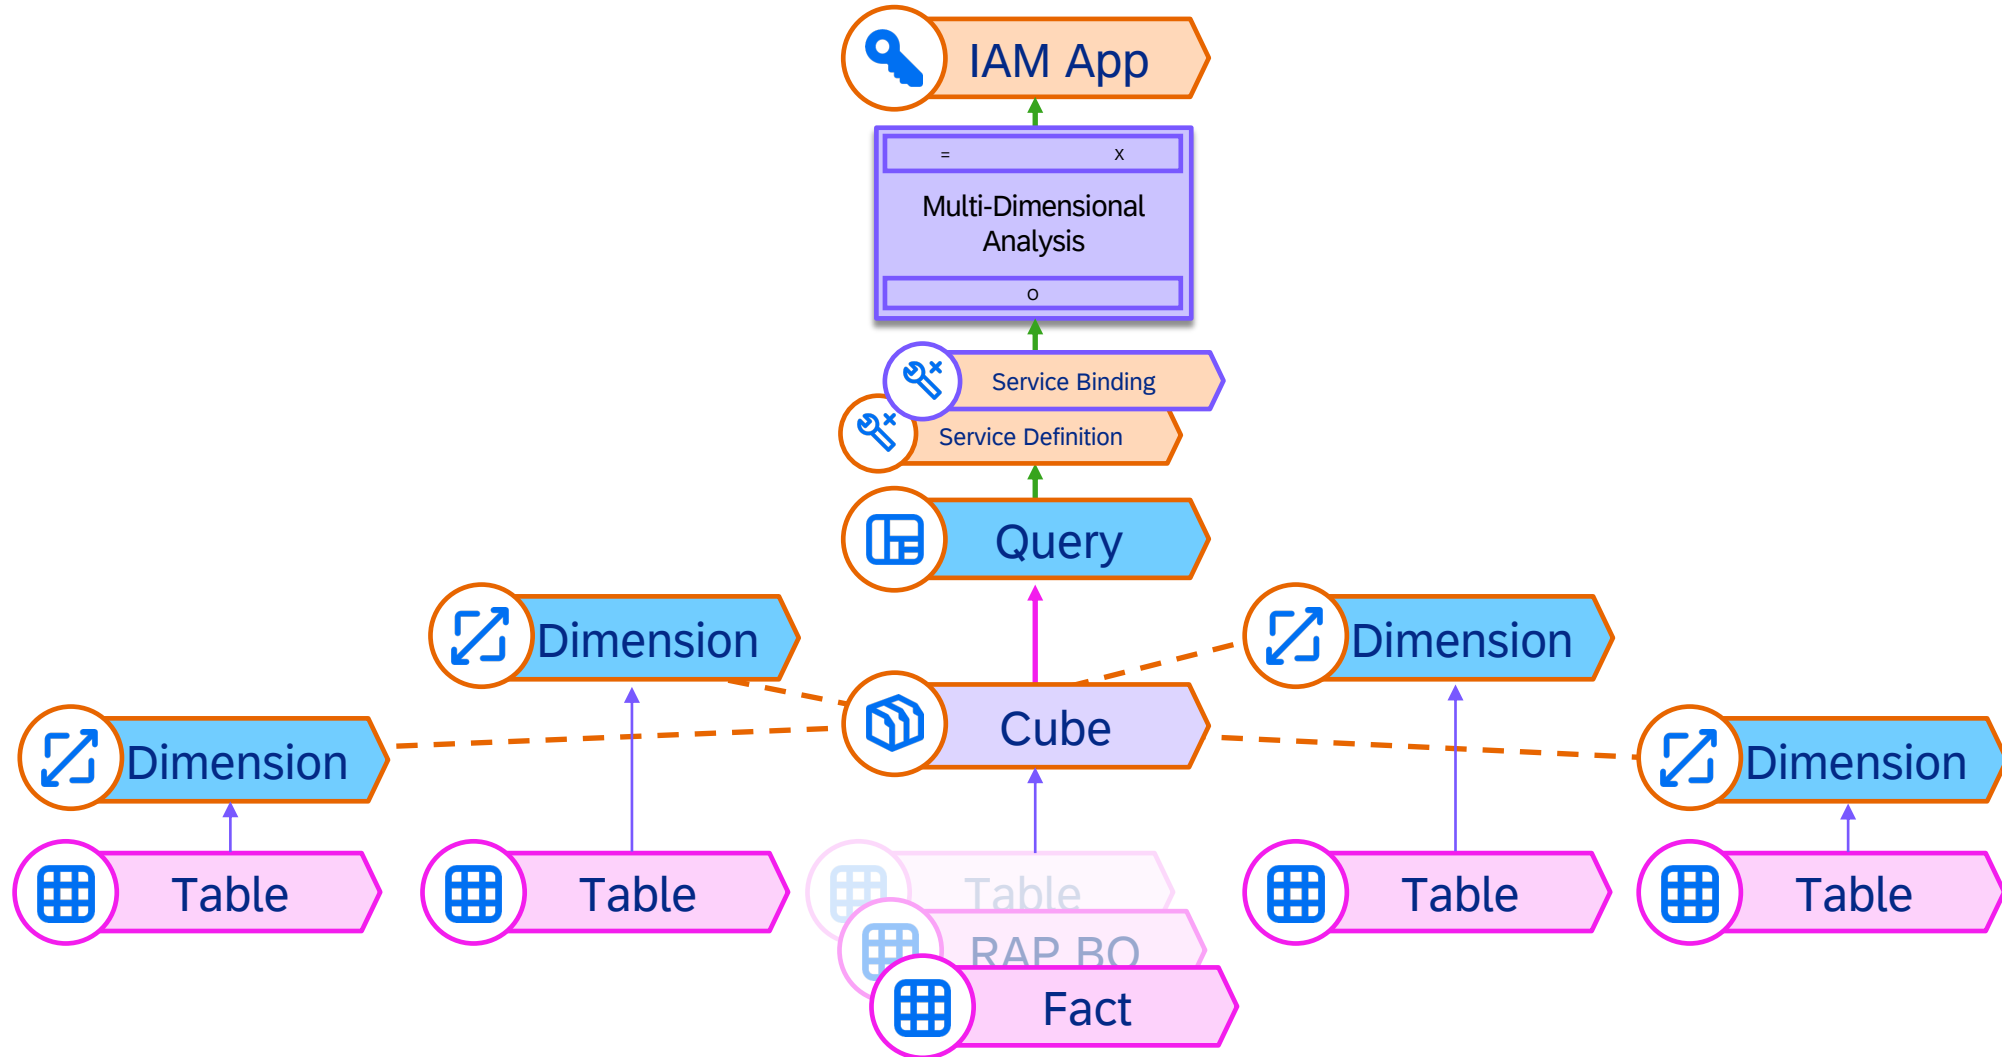 IAM App
= X
Multi-Dimensional
Analysis
O
Service Binding
Service Definition
Query
Dimension
Dimension
Cube
Dimension
Dimension
Table
Table
Table
Table
Table
RAP BO
Fact